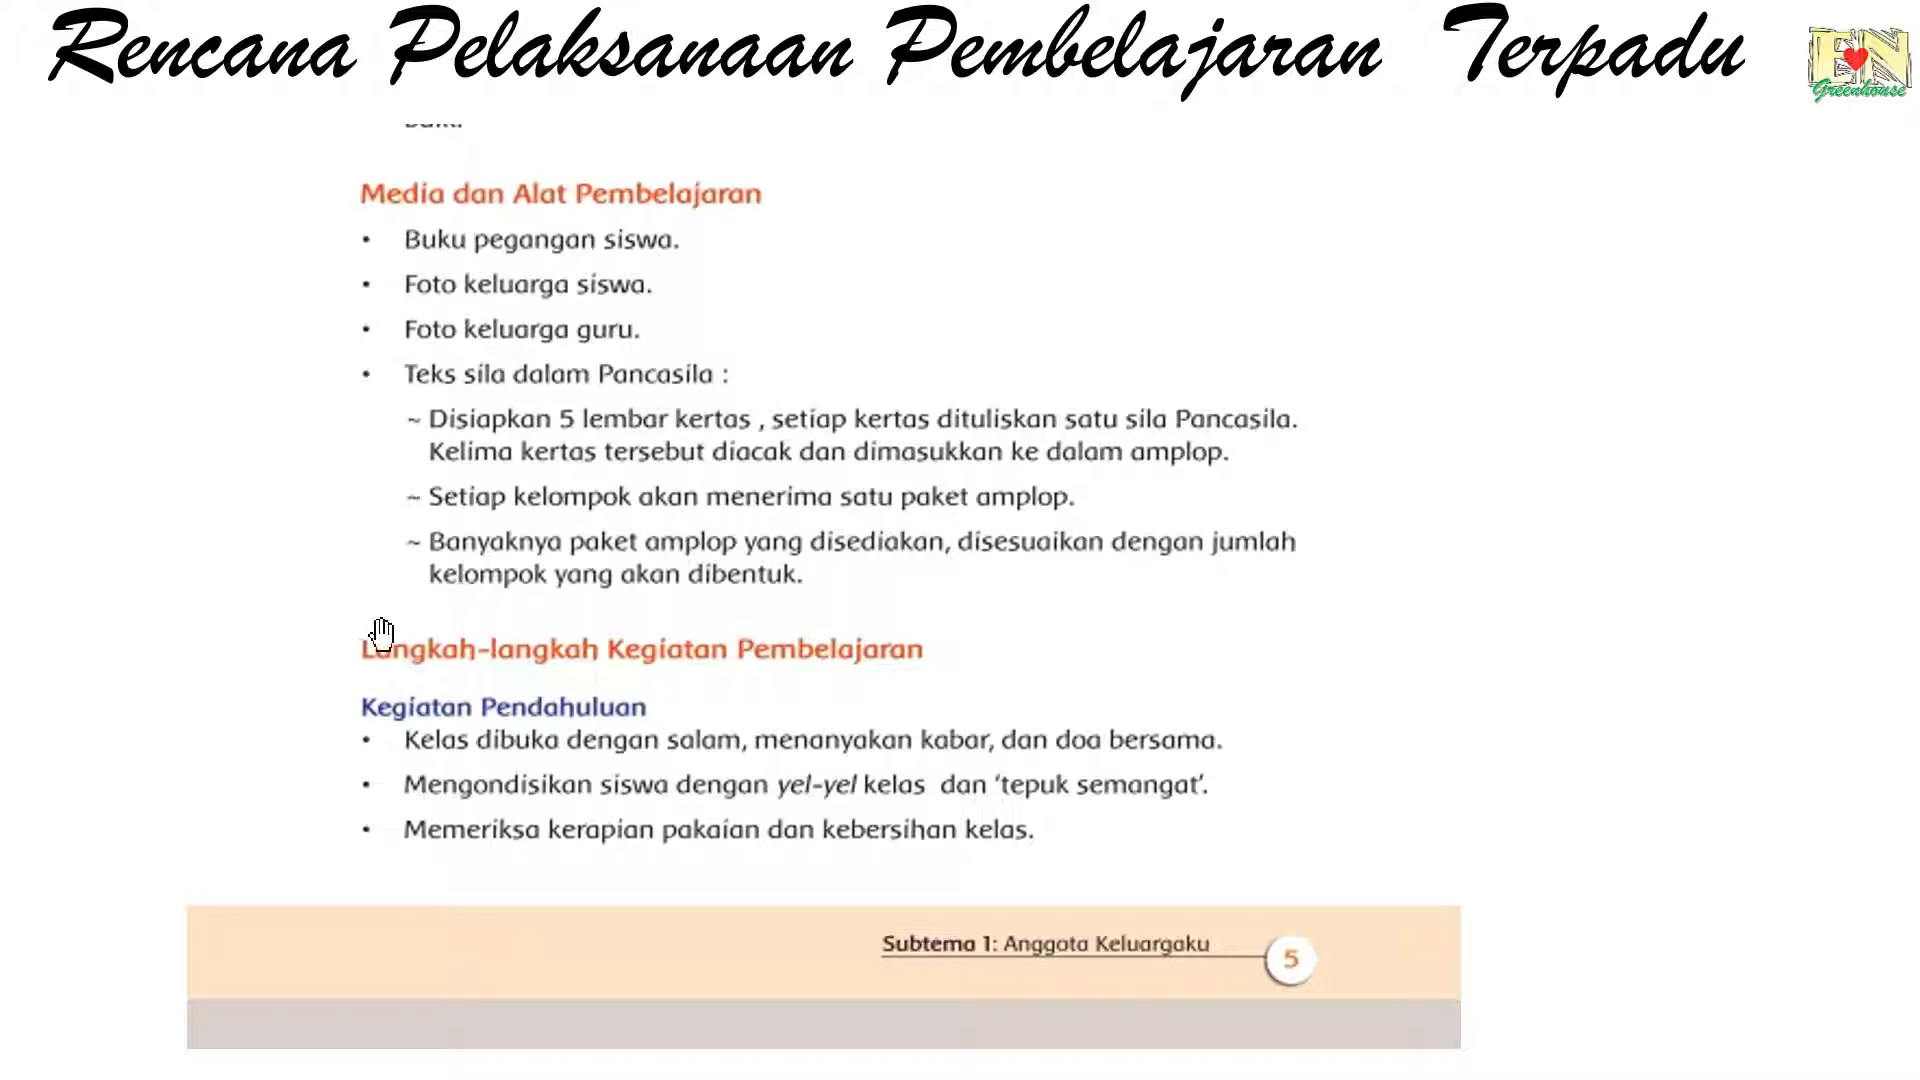 Rencana Pelaksanaan Pembelajaran Terpadu
EN
Greenhouse
Media dan Alat Pembelajaran
• Buku pegangan siswa.
• Foto keluarga siswa.
• Foto keluarga guru.
• Teks sila dalam Pancasila :
~ Disiapkan 5 lembar kertas , setiap kertas dituliskan satu sila Pancasila.
Kelima kertas tersebut diacak dan dimasukkan ke dalam amplop.
~ Setiap kelompok akan menerima satu paket amplop.
~ Banyaknya paket amplop yang disediakan, disesuaikan dengan jumlah
kelompok yang akan dibentuk.
Langkah-langkah Kegiatan Pembelajaran
Kegiatan Pendahuluan
• Kelas dibuka dengan salam, menanyakan kabar, dan doa bersama.
• Mengondisikan siswa dengan yel-yel kelas dan ‘tepuk semangat’.
• Memeriksa kerapian pakaian dan kebersihan kelas.
Subtema 1: Anggota Keluargaku
5